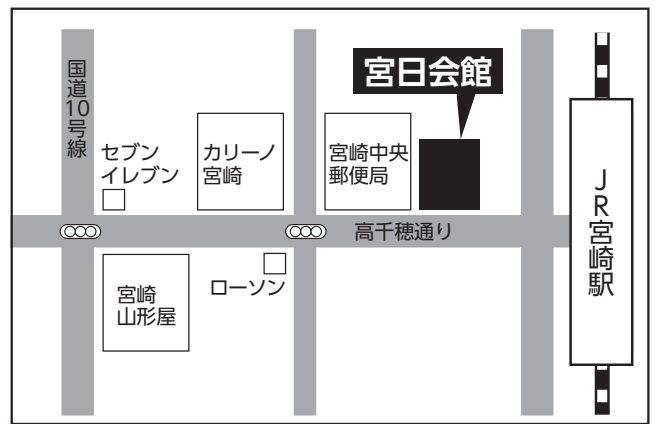 国道10号線
セブン
イレブン
カリーノ
宮崎
宮崎中央
郵便局
宮日会館
JR宮崎駅
高千穂通り
宮崎
山形屋
ローソン